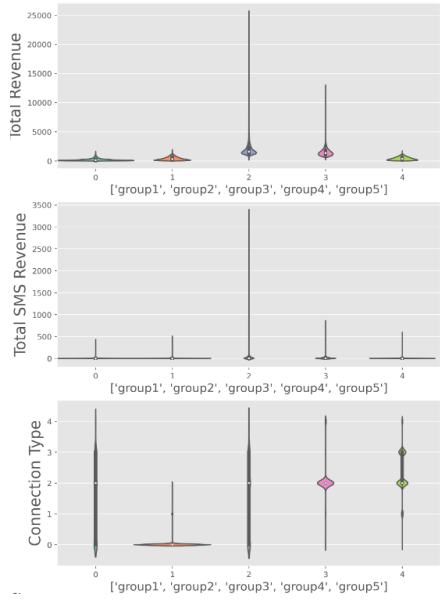 Total Revenue
25000
20000
15000
10000
5000
0
0 1 2 3 4
['group1', 'group2', 'group3', 'group4', 'group5']
Total SMS Revenue
3500
3000
2500
2000
1500
1000
500
0
0 1 2 3 4
['group1', 'group2', 'group3', 'group4', 'group5']
Connection Type
4
3
2
1
0
0 1 2 3 4
['group1', 'group2', 'group3', 'group4', 'group5']